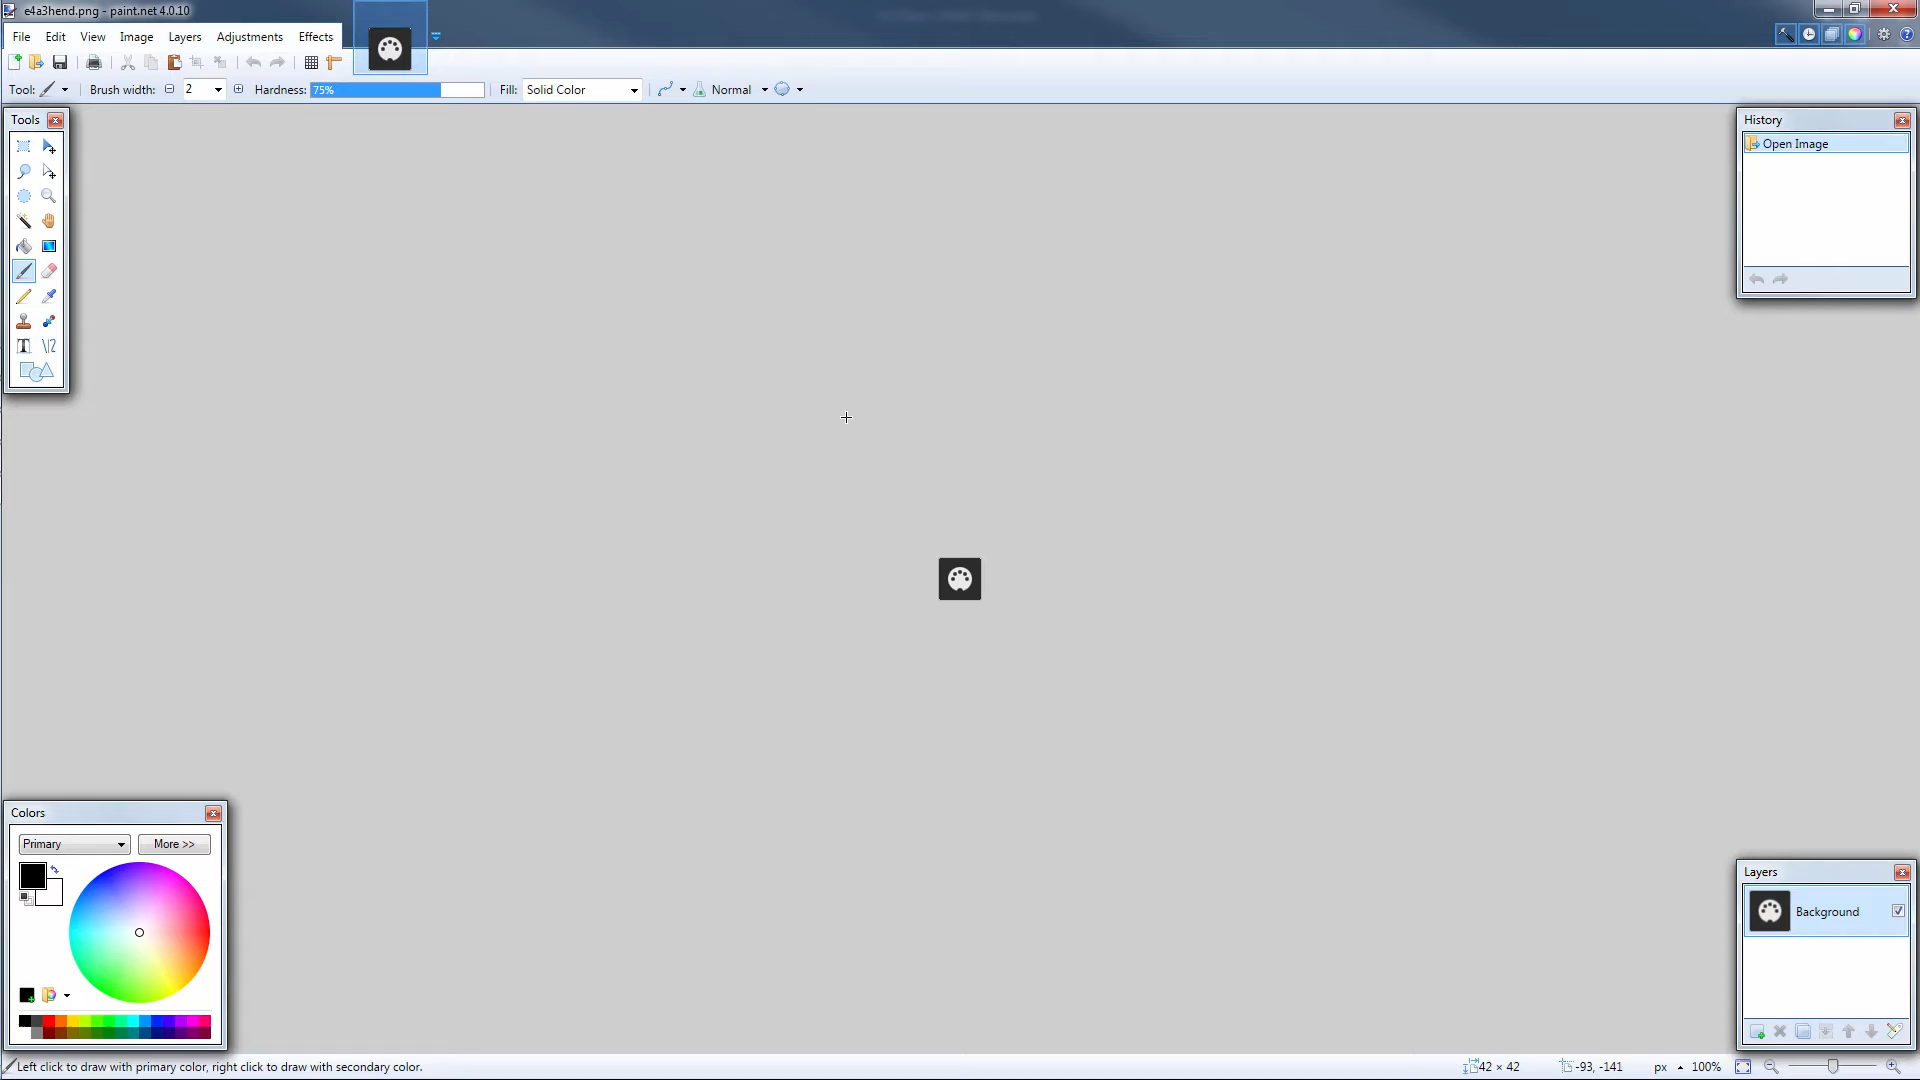 e4a3hend.png - paint.net 4.0.10
File Edit View Image Layers Adjustments Effects
Tool: Brush width: 2 Hardness: 75% Fill: Solid Color Normal
Tools
History
Open Image
Colors
Primary More >>
Layers
Background
Left click to draw with primary color, right click to draw with secondary color. 42 × 42 -93, -141 px 100%